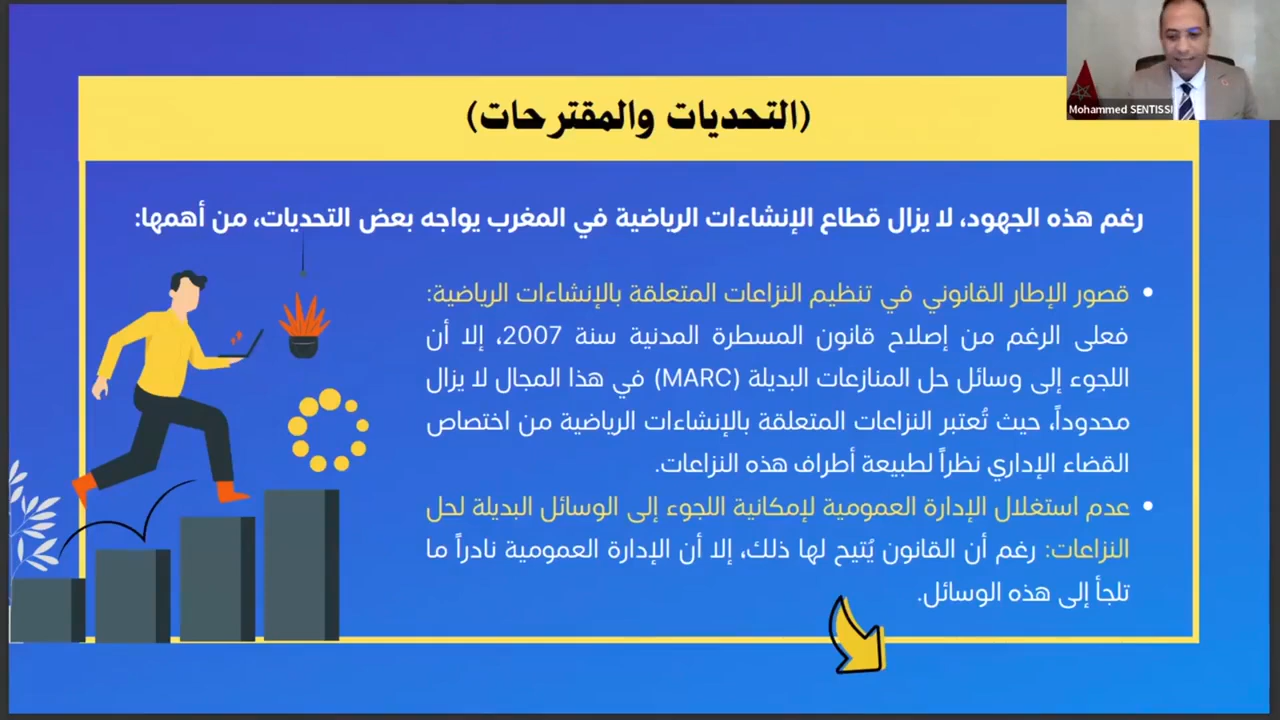 (التحديات والمقترحات)
Mohammed SENTISSI
رغم هذه الجهود، لا يزال قطاع الإنشاءات الرياضية في المغرب يواجه بعض التحديات، من أهمها:
• قصور الإطار القانوني في تنظيم النزاعات المتعلقة بالإنشاءات الرياضية:
فعلى الرغم من إصلاح قانون المسطرة المدنية سنة 2007، إلا أن
اللجوء إلى وسائل حل المنازعات البديلة (MARC) في هذا المجال لا يزال
محدوداً، حيث تُعتبر النزاعات المتعلقة بالإنشاءات الرياضية من اختصاص
القضاء الإداري نظراً لطبيعة أطراف هذه النزاعات.
• عدم استغلال الإدارة العمومية لإمكانية اللجوء إلى الوسائل البديلة لحل
النزاعات: رغم أن القانون يُتيح لها ذلك، إلا أن الإدارة العمومية نادراً ما
تلجأ إلى هذه الوسائل.